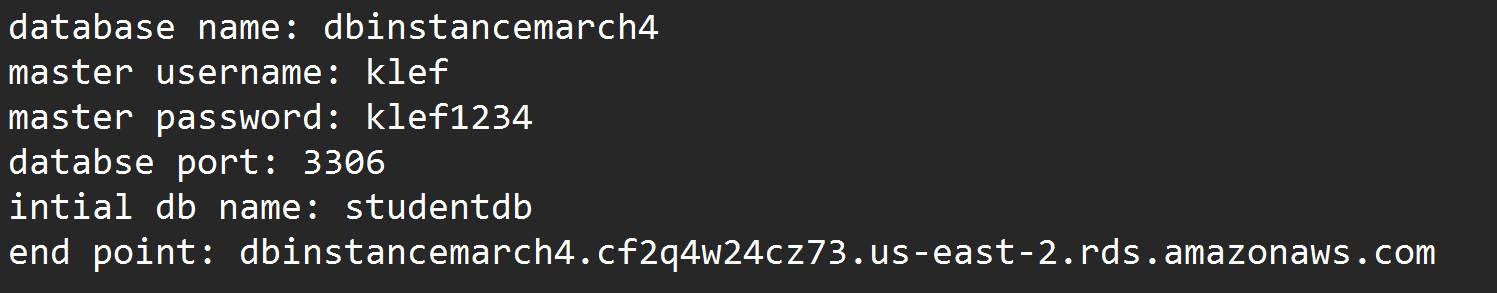 database name: dbinstancemarch4
master username: klef
master password: klef1234
databse port: 3306
intial db name: studentdb
end point: dbinstancemarch4.cf2q4w24cz73.us-east-2.rds.amazonaws.com